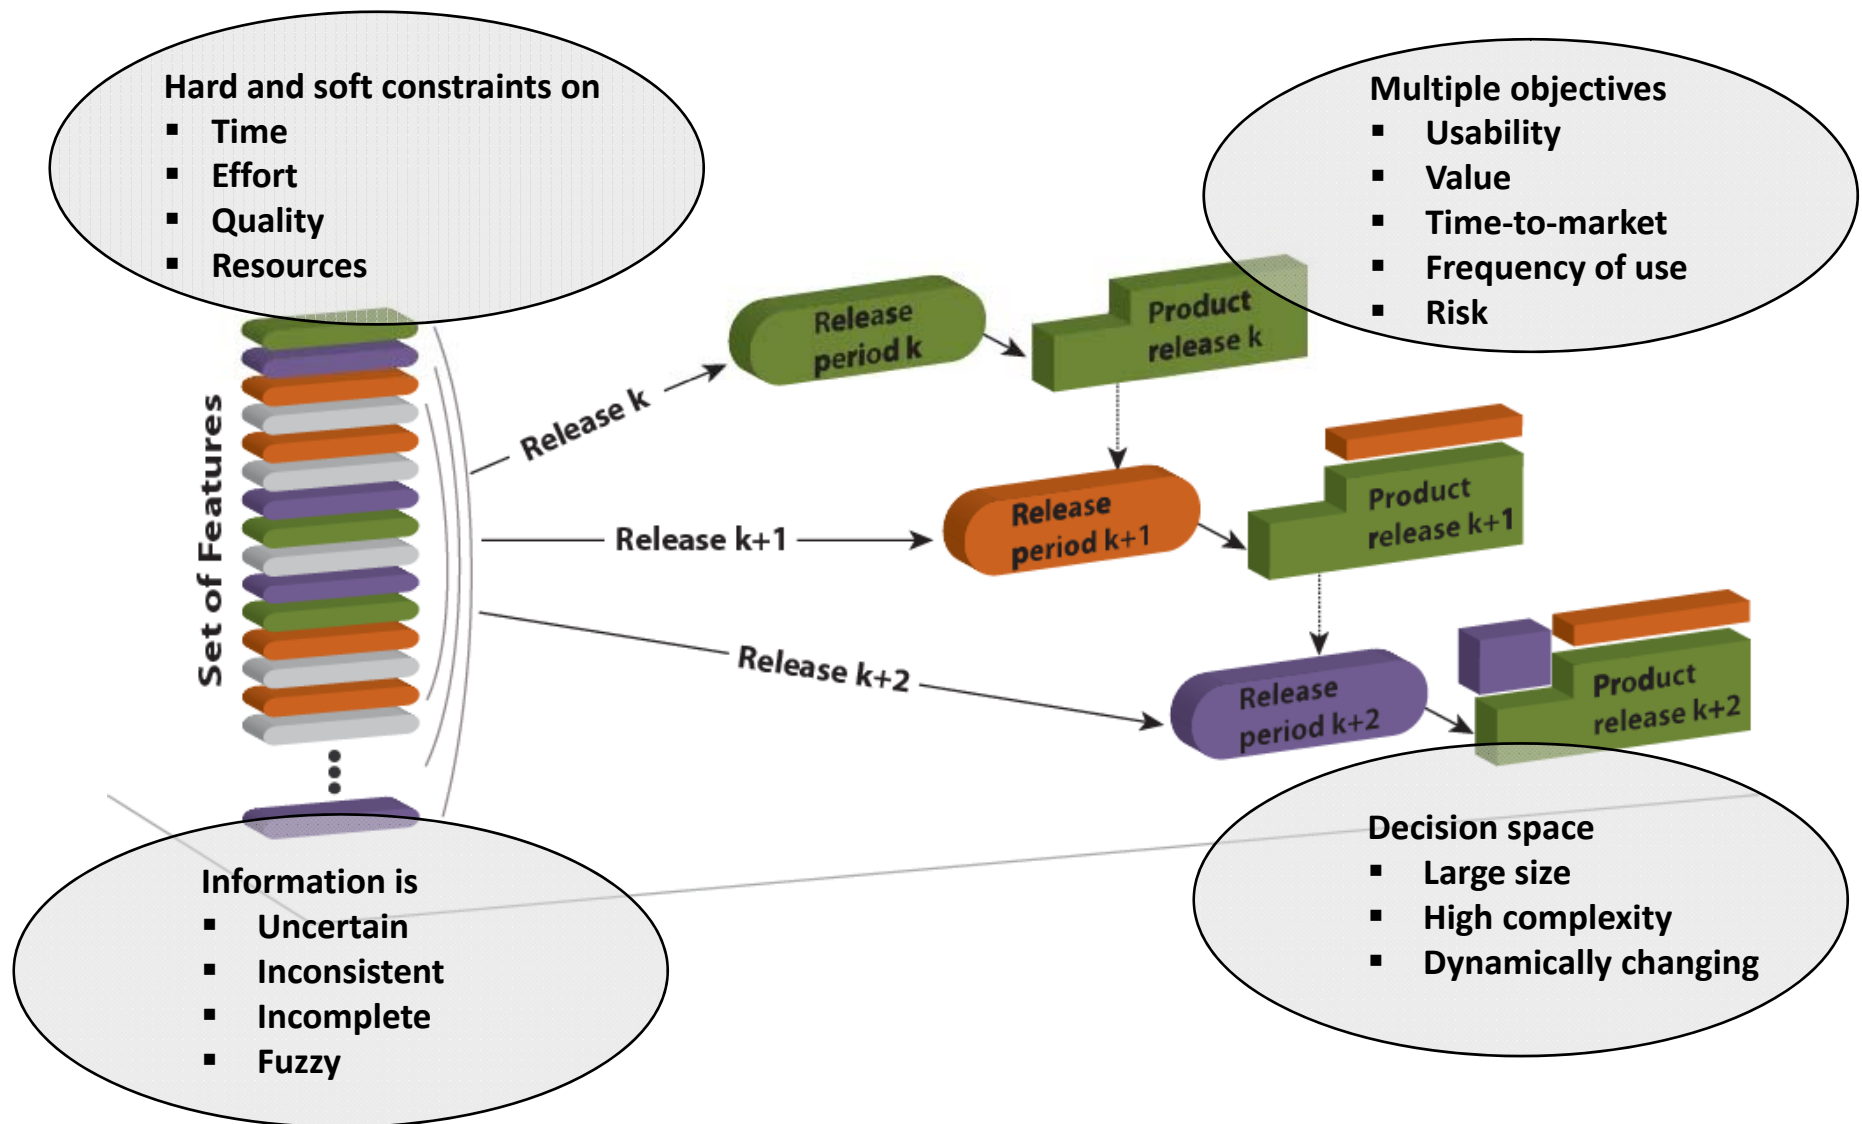 Hard and soft constraints on
▪ Time
▪ Effort
▪ Quality
▪ Resources
Multiple objectives
▪ Usability
▪ Value
▪ Time-to-market
▪ Frequency of use
▪ Risk
Set of Features
Release k
Release
period k
Product
release k
Release k+1
Release
period k+1
Product
release k+1
Release k+2
Release
period k+2
Product
release k+2
Information is
▪ Uncertain
▪ Inconsistent
▪ Incomplete
▪ Fuzzy
Decision space
▪ Large size
▪ High complexity
▪ Dynamically changing